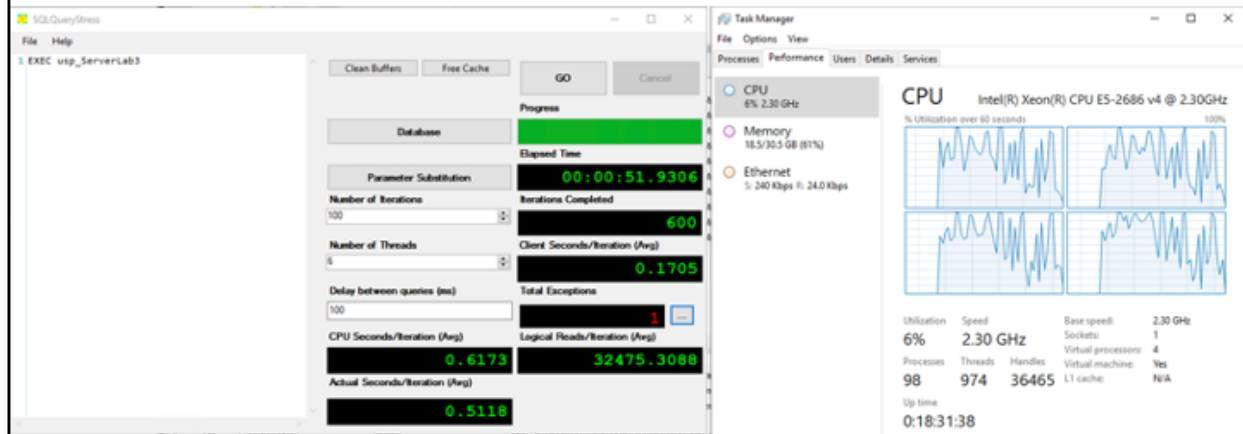 SQLQueryStress
File Help
1 EXEC usp_ServerLab3
Clean Buffers Free Cache
GO Cancel
Progress
Database
Elapsed Time
00:00:51.9306
Parameter Substitution
Number of Iterations
100
Iterations Completed
600
Number of Threads
6
Client Seconds/Iteration (Avg)
0.1705
Delay between queries (ms)
100
Total Exceptions
1 ...
CPU Seconds/Iteration (Avg)
0.6173
Logical Reads/Iteration (Avg)
32475.3088
Actual Seconds/Iteration (Avg)
0.5118
Task Manager
File Options View
Processes Performance Users Details Services
CPU
6% 2.30 GHz
Memory
18.5/30.5 GB (61%)
Ethernet
S: 240 Kbps R: 24.0 Kbps
CPU Intel(R) Xeon(R) CPU E5-2686 v4 @ 2.30GHz
% Utilization over 60 seconds 100%
Utilization Speed
6% 2.30 GHz
Processes Threads Handles
98 974 36465
Up time
0:18:31:38
Base speed: 2.30 GHz
Sockets: 1
Virtual processors: 4
Virtual machine: Yes
L1 cache: N/A